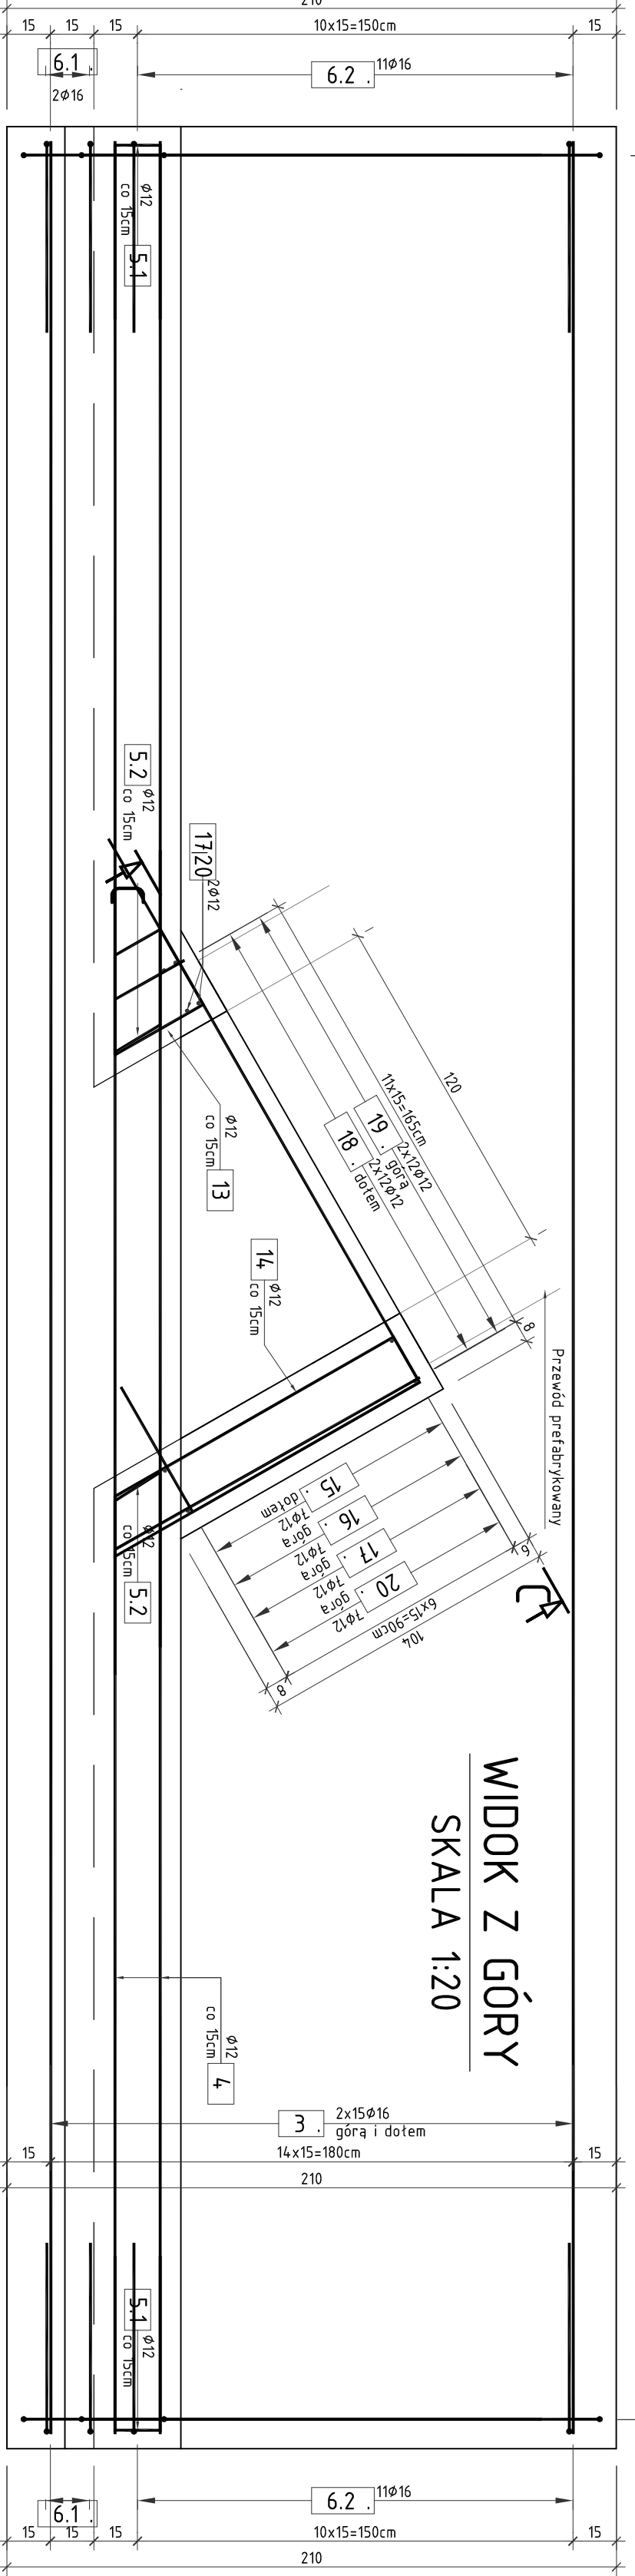 210
15 15 15 10x15=150cm 15
6.1 .
2Ø16
6.2 . 11Ø16
5.1
Ø12
co 15cm
5.2
Ø12
co 15cm
17|20
2Ø12
120
11x15=165cm
19 .
2x12Ø12
górą
18 .
2x12Ø12
dołem
13
Ø12
co 15cm
14
Ø12
co 15cm
8
Przewód prefabrykowany
15 .
7Ø12
dołem
16 .
7Ø12
górą
17 .
7Ø12
górą
20 .
7Ø12
6x15=90cm
104
6
8
C
C
5.2
Ø12
co 15cm
WIDOK Z GÓRY
SKALA 1:20
4
Ø12
co 15cm
3 .
2x15Ø16
górą i dołem
15 14x15=180cm 15
210
5.1
Ø12
co 15cm
6.1 .
6.2 . 11Ø16
15 15 15 10x15=150cm 15
210